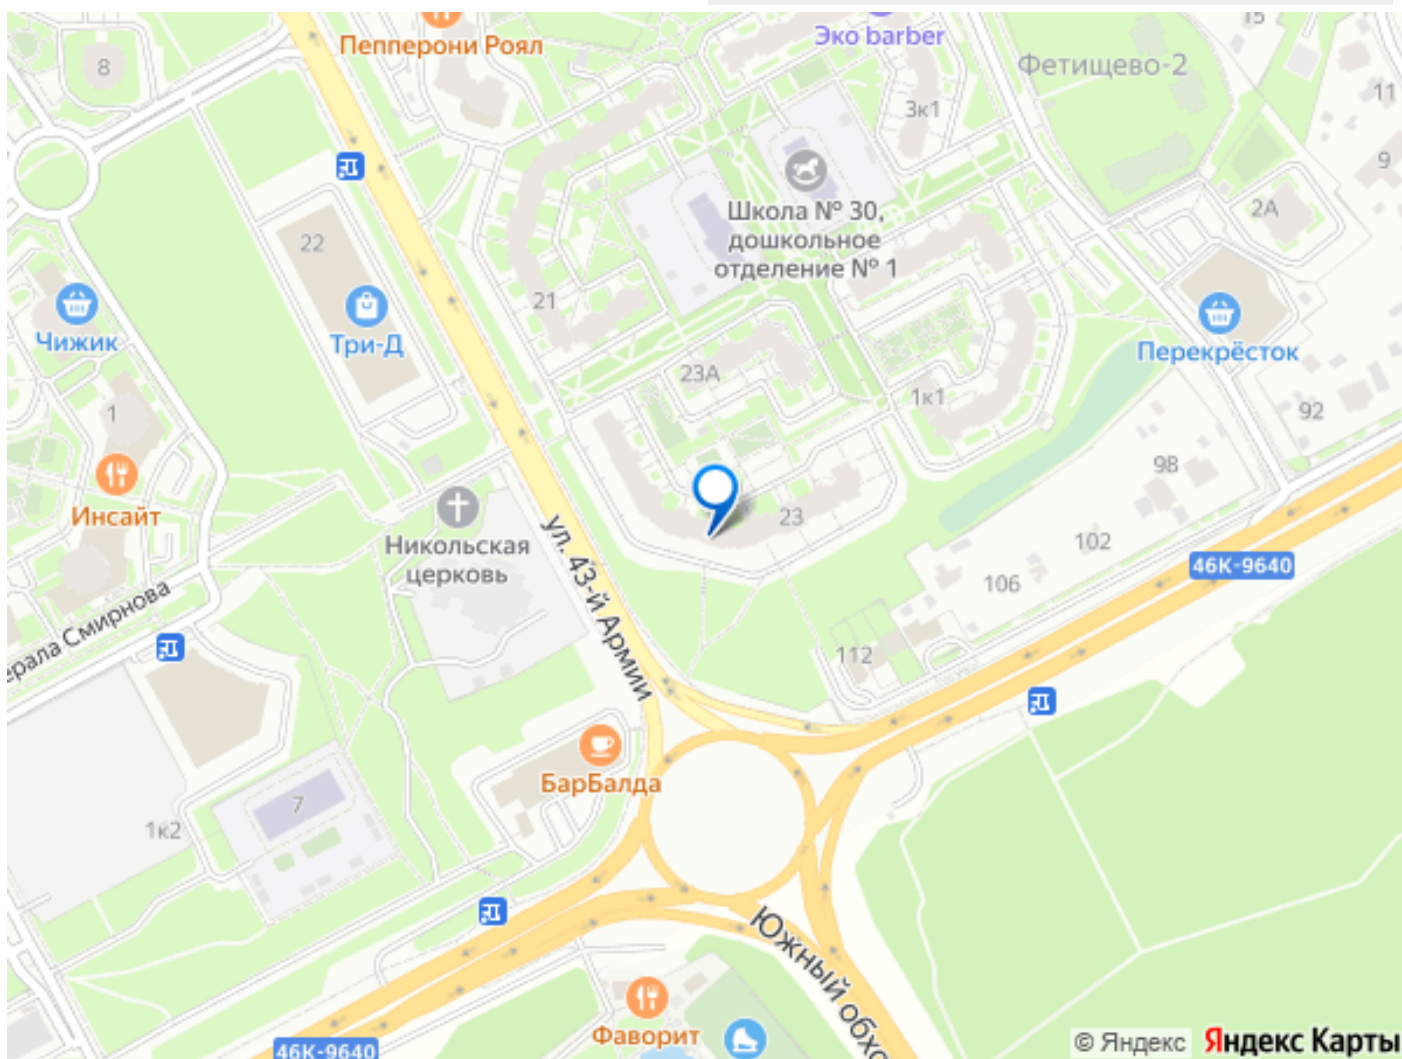 15
Эко barber
Пепперони Роял
8
Фетищево-2
11
3к1
9
Школа № 30,
дошкольное
отделение № 1
2А
22
21
Чижик
Три-Д
Перекрёсток
23А
1к1
1
92
98
Инсайт
23
Никольская
церковь
ул. 43-й Армии
102
46К-9640
106
ерала Смирнова
112
БарБалда
7
1к2
Южный обхо
Фаворит
46К-9640
© Яндекс
Яндекс Карты